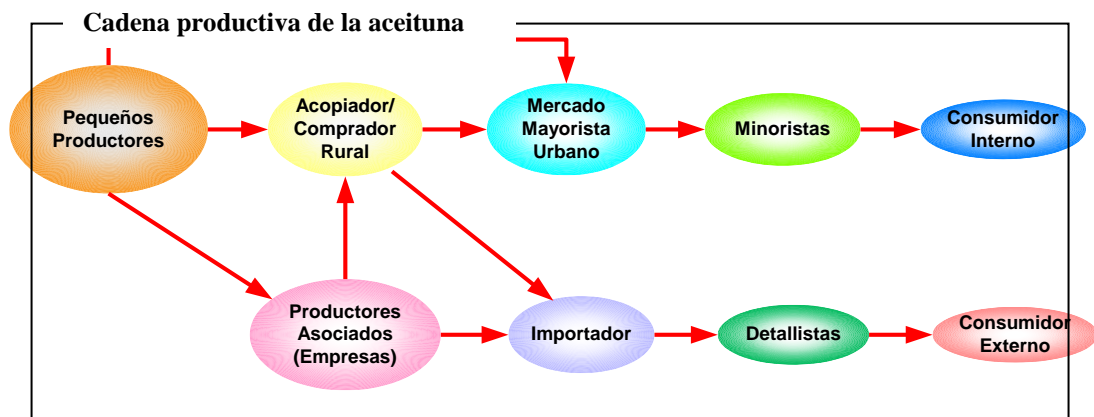 Cadena productiva de la aceituna
Pequeños
Productores
Acopiador/
Comprador
Rural
Mercado
Mayorista
Urbano
Minoristas
Consumidor
Interno
Productores
Asociados
(Empresas)
Importador
Detallistas
Consumidor
Externo